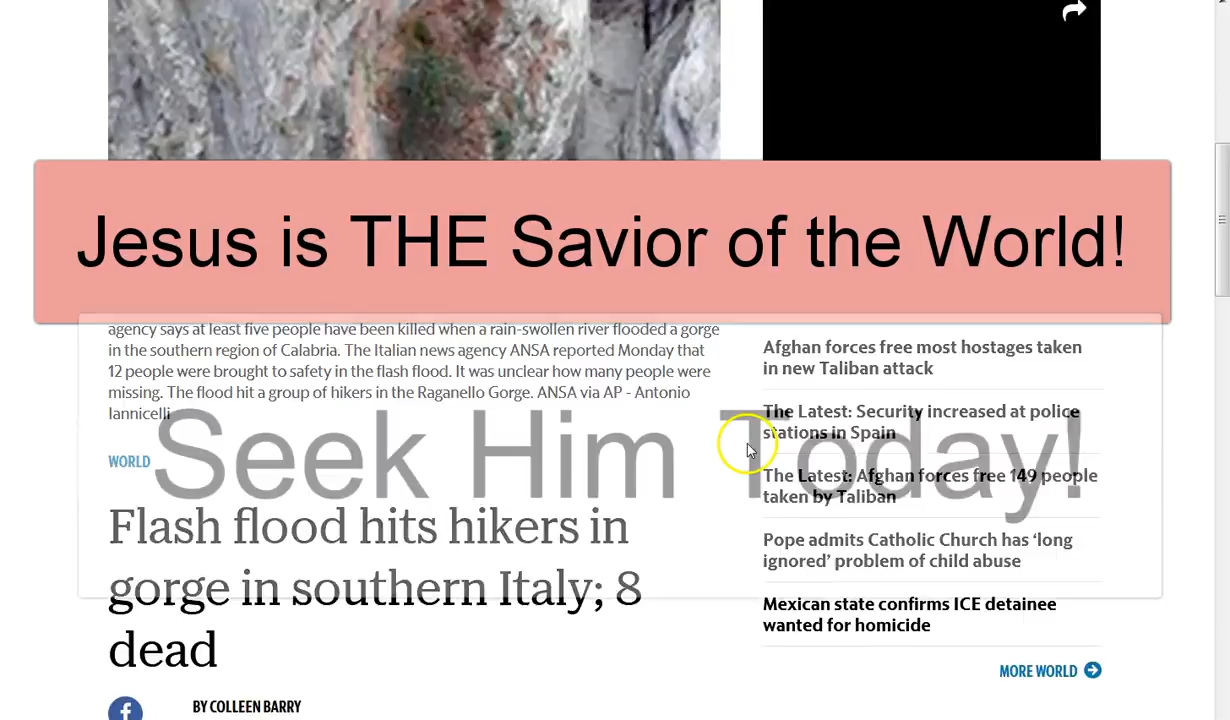 Jesus is THE Savior of the World!
agency says at least five people have been killed when a rain-swollen river flooded a gorge
in the southern region of Calabria. The Italian news agency ANSA reported Monday that
12 people were brought to safety in the flash flood. It was unclear how many people were
missing. The flood hit a group of hikers in the Raganello Gorge. ANSA via AP - Antonio
Iannicelli
Seek Him Today!
WORLD
Flash flood hits hikers in
gorge in southern Italy; 8
dead
BY COLLEEN BARRY
Afghan forces free most hostages taken
in new Taliban attack
The Latest: Security increased at police
stations in Spain
The Latest: Afghan forces free 149 people
taken by Taliban
Pope admits Catholic Church has ‘long
ignored’ problem of child abuse
Mexican state confirms ICE detainee
wanted for homicide
MORE WORLD